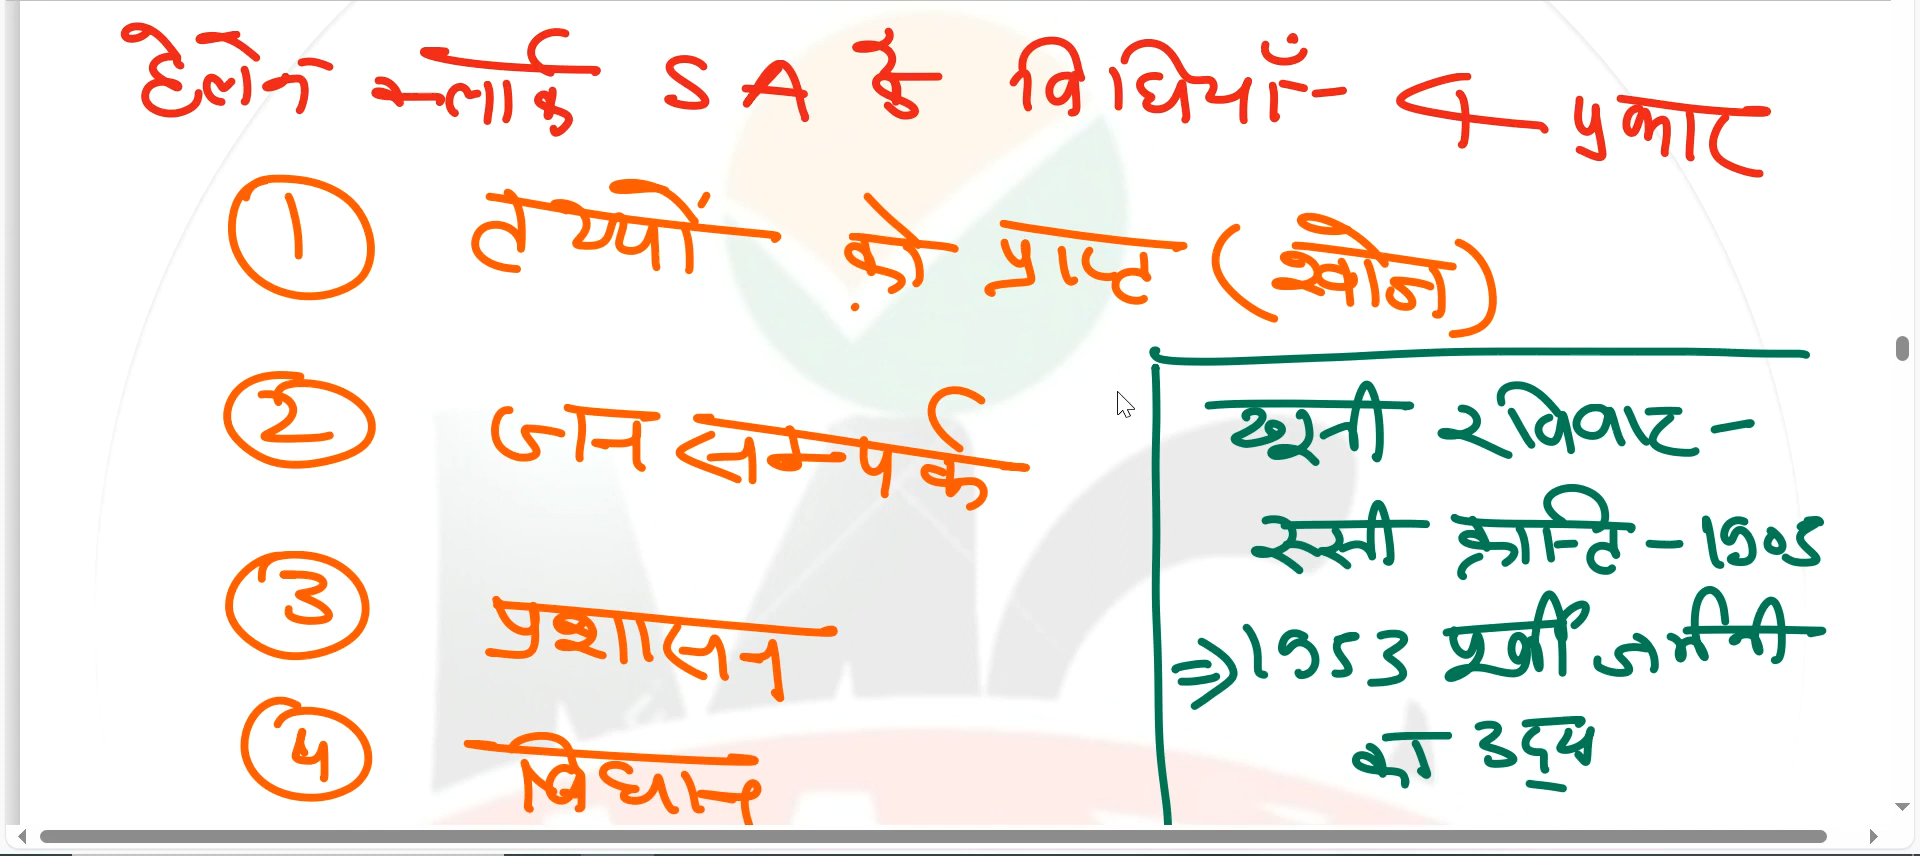 हेलेन क्लार्क SA के विधियाँ - 4 प्रकार
1 तथ्यों को प्राप्त (खोज)
2 जन सम्पर्क
3 प्रशासन
4 विधान
खूनी रविवार -
रूसी क्रान्ति - 1905
⇒ 1953 पूर्वी जर्मनी
का उदय